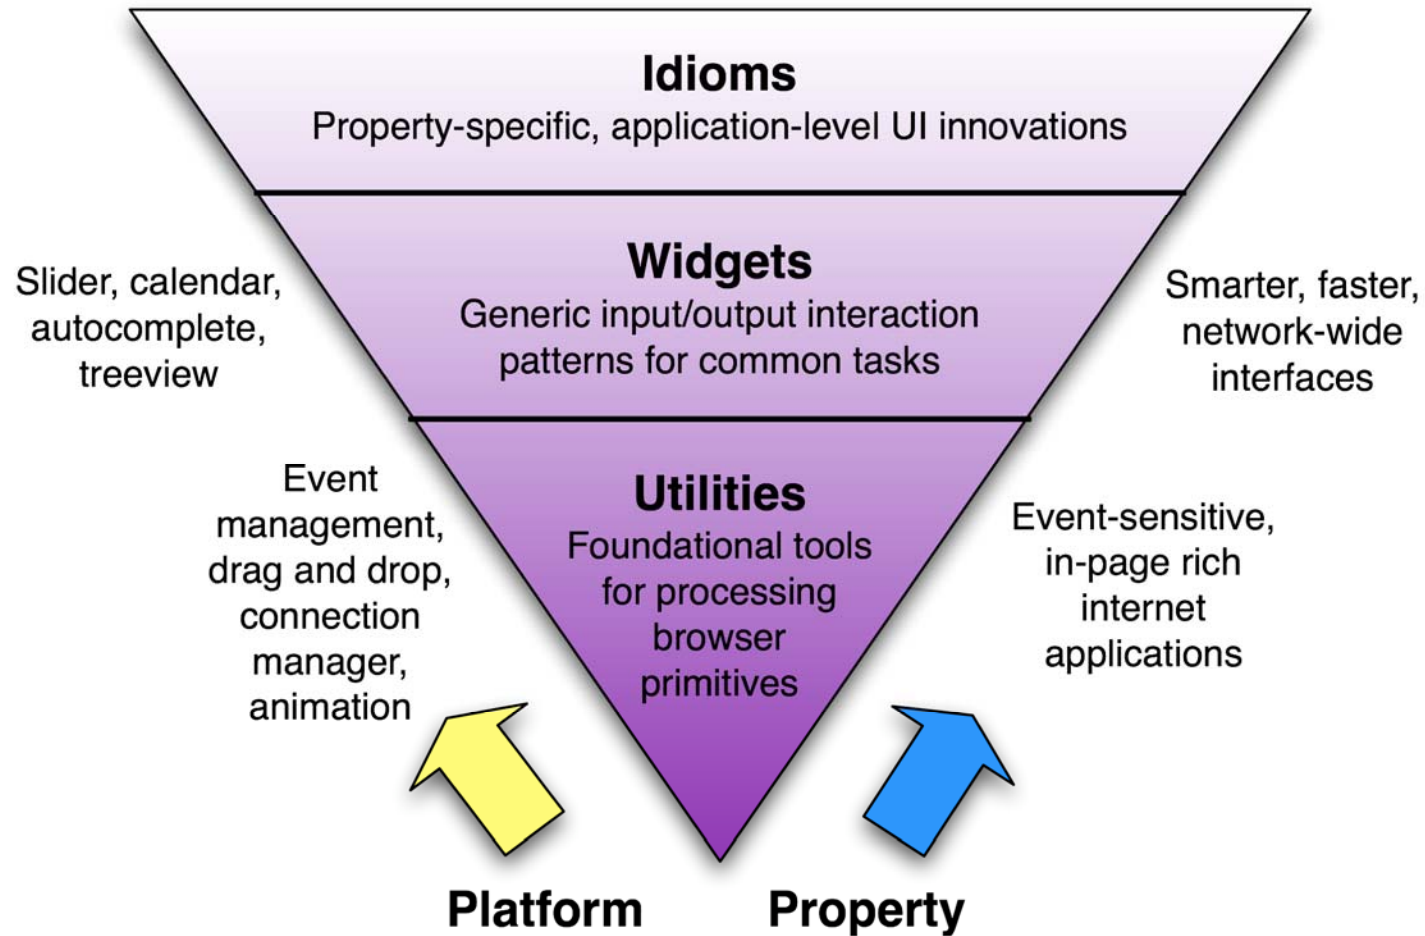 Idioms
Property-specific, application-level UI innovations
Widgets
Generic input/output interaction
patterns for common tasks
Slider, calendar,
autocomplete,
treeview
Smarter, faster,
network-wide
interfaces
Utilities
Foundational tools
for processing
browser
primitives
Event
management,
drag and drop,
connection
manager,
animation
Event-sensitive,
in-page rich
internet
applications
Platform
Property